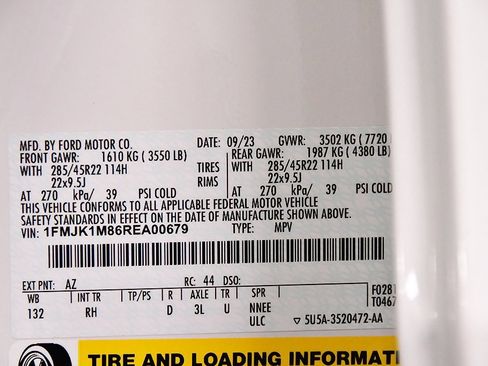 MFD. BY FORD MOTOR CO. DATE: 09/23 GVWR: 3502 KG ( 7720
FRONT GAWR: 1610 KG ( 3550 LB) REAR GAWR: 1987 KG ( 4380 LB)
WITH 285/45R22 114H TIRES WITH 285/45R22 114H
22x9.5J RIMS 22x9.5J
AT 270 kPa/ 39 PSI COLD AT 270 kPa/ 39 PSI COLD
THIS VEHICLE CONFORMS TO ALL APPLICABLE FEDERAL MOTOR VEHICLE
SAFETY STANDARDS IN EFFECT ON THE DATE OF MANUFACTURE SHOWN ABOVE.
VIN: 1FMJK1M86REA00679 TYPE: MPV
EXT PNT: AZ RC: 44 DSO: F0281
WB INT TR TP/PS R AXLE TR SPR T0467
132 RH D 3L U NNEE
ULC ▽ 5U5A-3520472-AA
TIRE AND LOADING INFORMATI